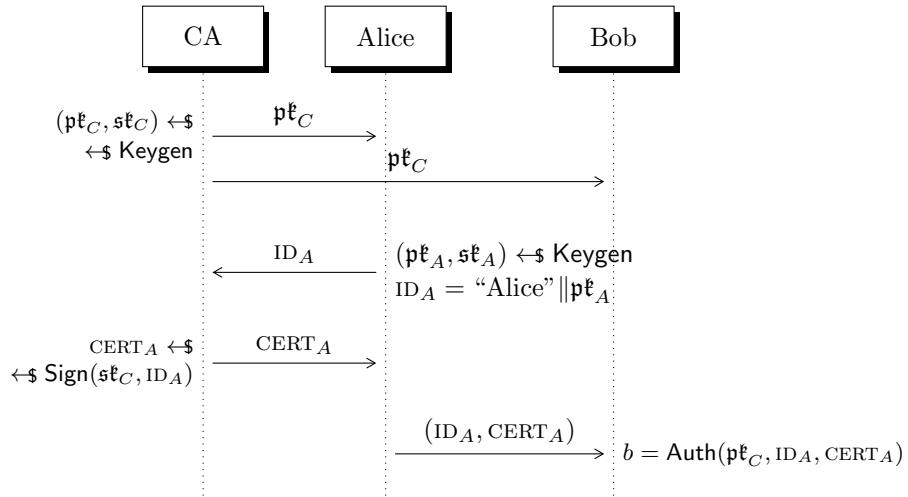 CA Alice Bob
(𝔭𝔨_C, 𝔰𝔨_C) ↞$ 𝔭𝔨_C
↞$ Keygen
𝔭𝔨_C
ID_A (𝔭𝔨_A, 𝔰𝔨_A) ↞$ Keygen
ID_A = “Alice”‖𝔭𝔨_A
CERT_A ↞$ CERT_A
↞$ Sign(𝔰𝔨_C, ID_A)
(ID_A, CERT_A)
b = Auth(𝔭𝔨_C, ID_A, CERT_A)